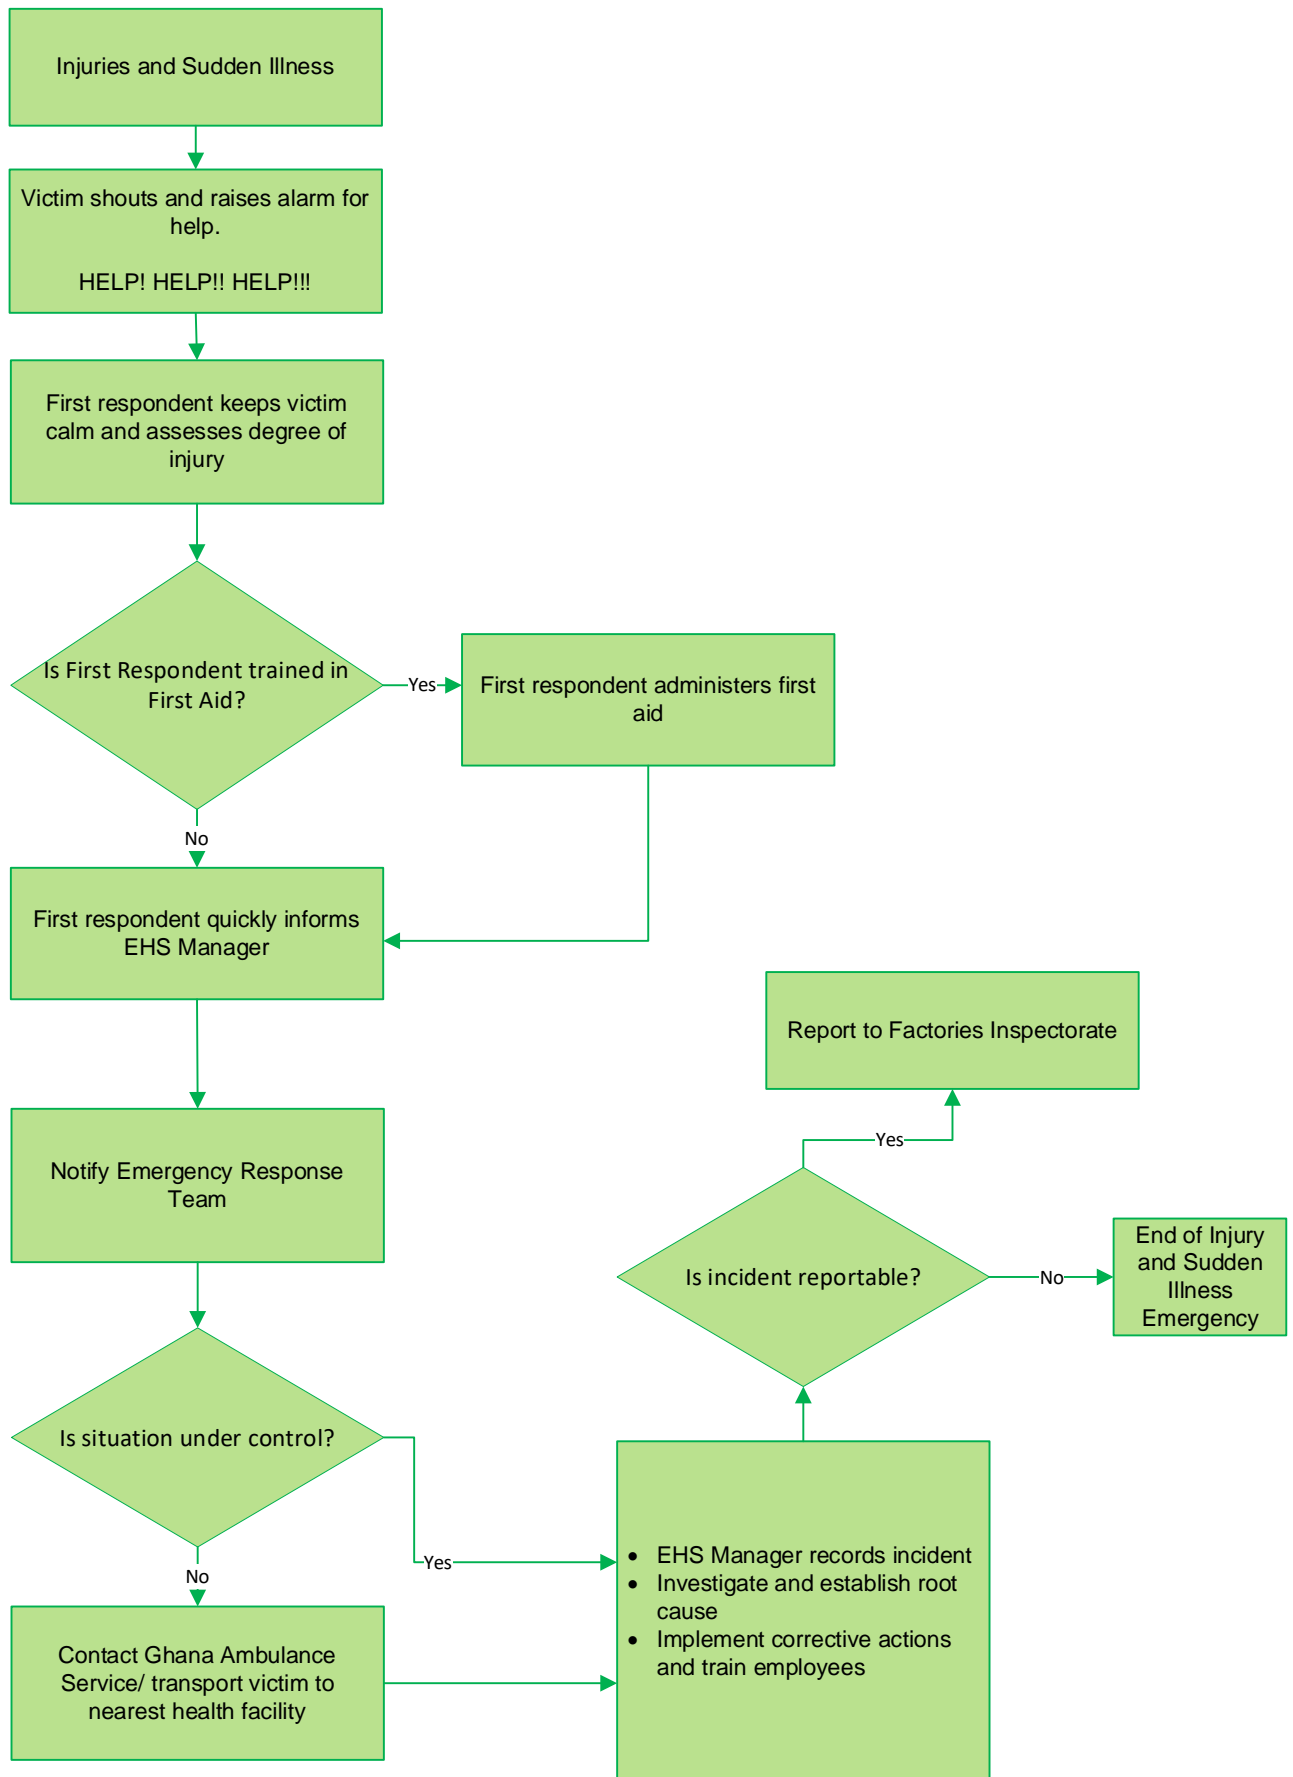 Injuries and Sudden Illness
Victim shouts and raises alarm for
help.
HELP! HELP!! HELP!!!
First respondent keeps victim
calm and assesses degree of
injury
Is First Respondent trained in
First Aid?
Yes
First respondent administers first
aid
No
First respondent quickly informs
EHS Manager
Report to Factories Inspectorate
Notify Emergency Response
Team
Yes
Is incident reportable?
No
End of Injury
and Sudden
Illness
Emergency
Is situation under control?
Yes
No
• EHS Manager records incident
• Investigate and establish root
cause
• Implement corrective actions
and train employees
Contact Ghana Ambulance
Service/ transport victim to
nearest health facility